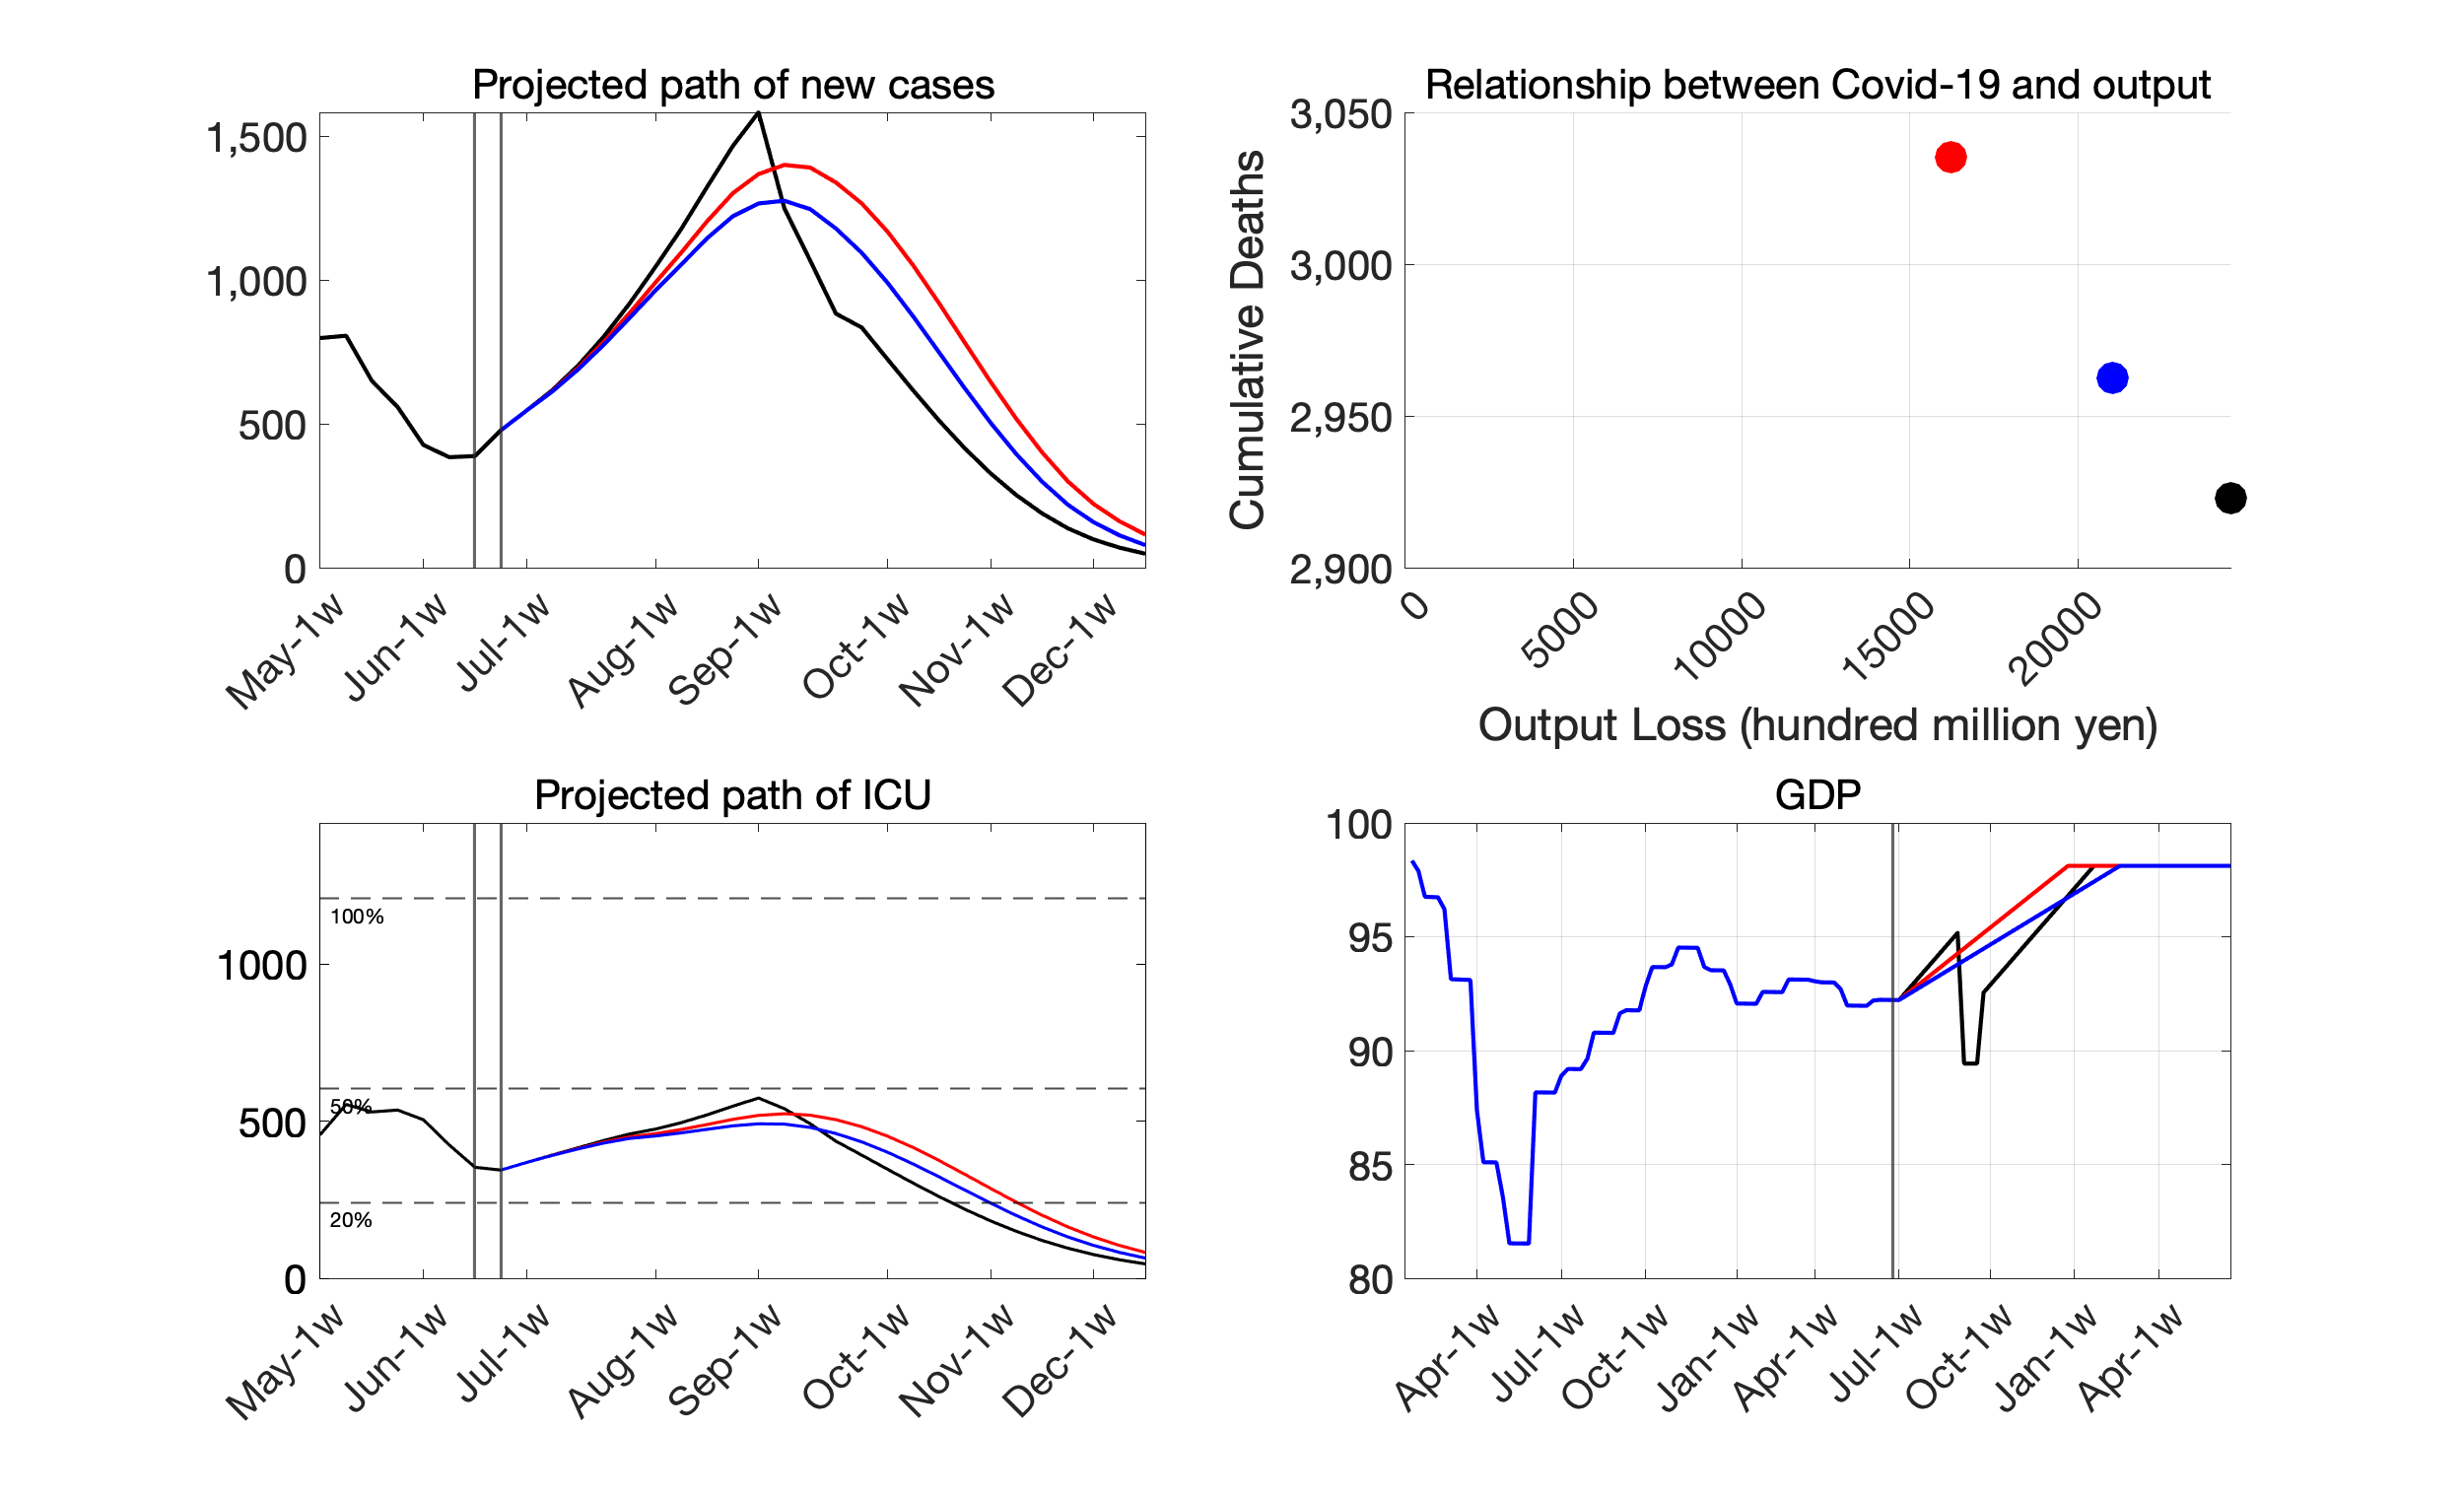 Projected path of new cases
1,500
1,000
500
0
May-1w
Jun-1w
Jul-1w
Aug-1w
Sep-1w
Oct-1w
Nov-1w
Dec-1w
Relationship between Covid-19 and output
Cumulative Deaths
3,050
3,000
2,950
2,900
0
5000
10000
15000
20000
Output Loss (hundred million yen)
Projected path of ICU
1000
500
0
100%
50%
20%
May-1w
Jun-1w
Jul-1w
Aug-1w
Sep-1w
Oct-1w
Nov-1w
Dec-1w
GDP
100
95
90
85
80
Apr-1w
Jul-1w
Oct-1w
Jan-1w
Apr-1w
Jul-1w
Oct-1w
Jan-1w
Apr-1w